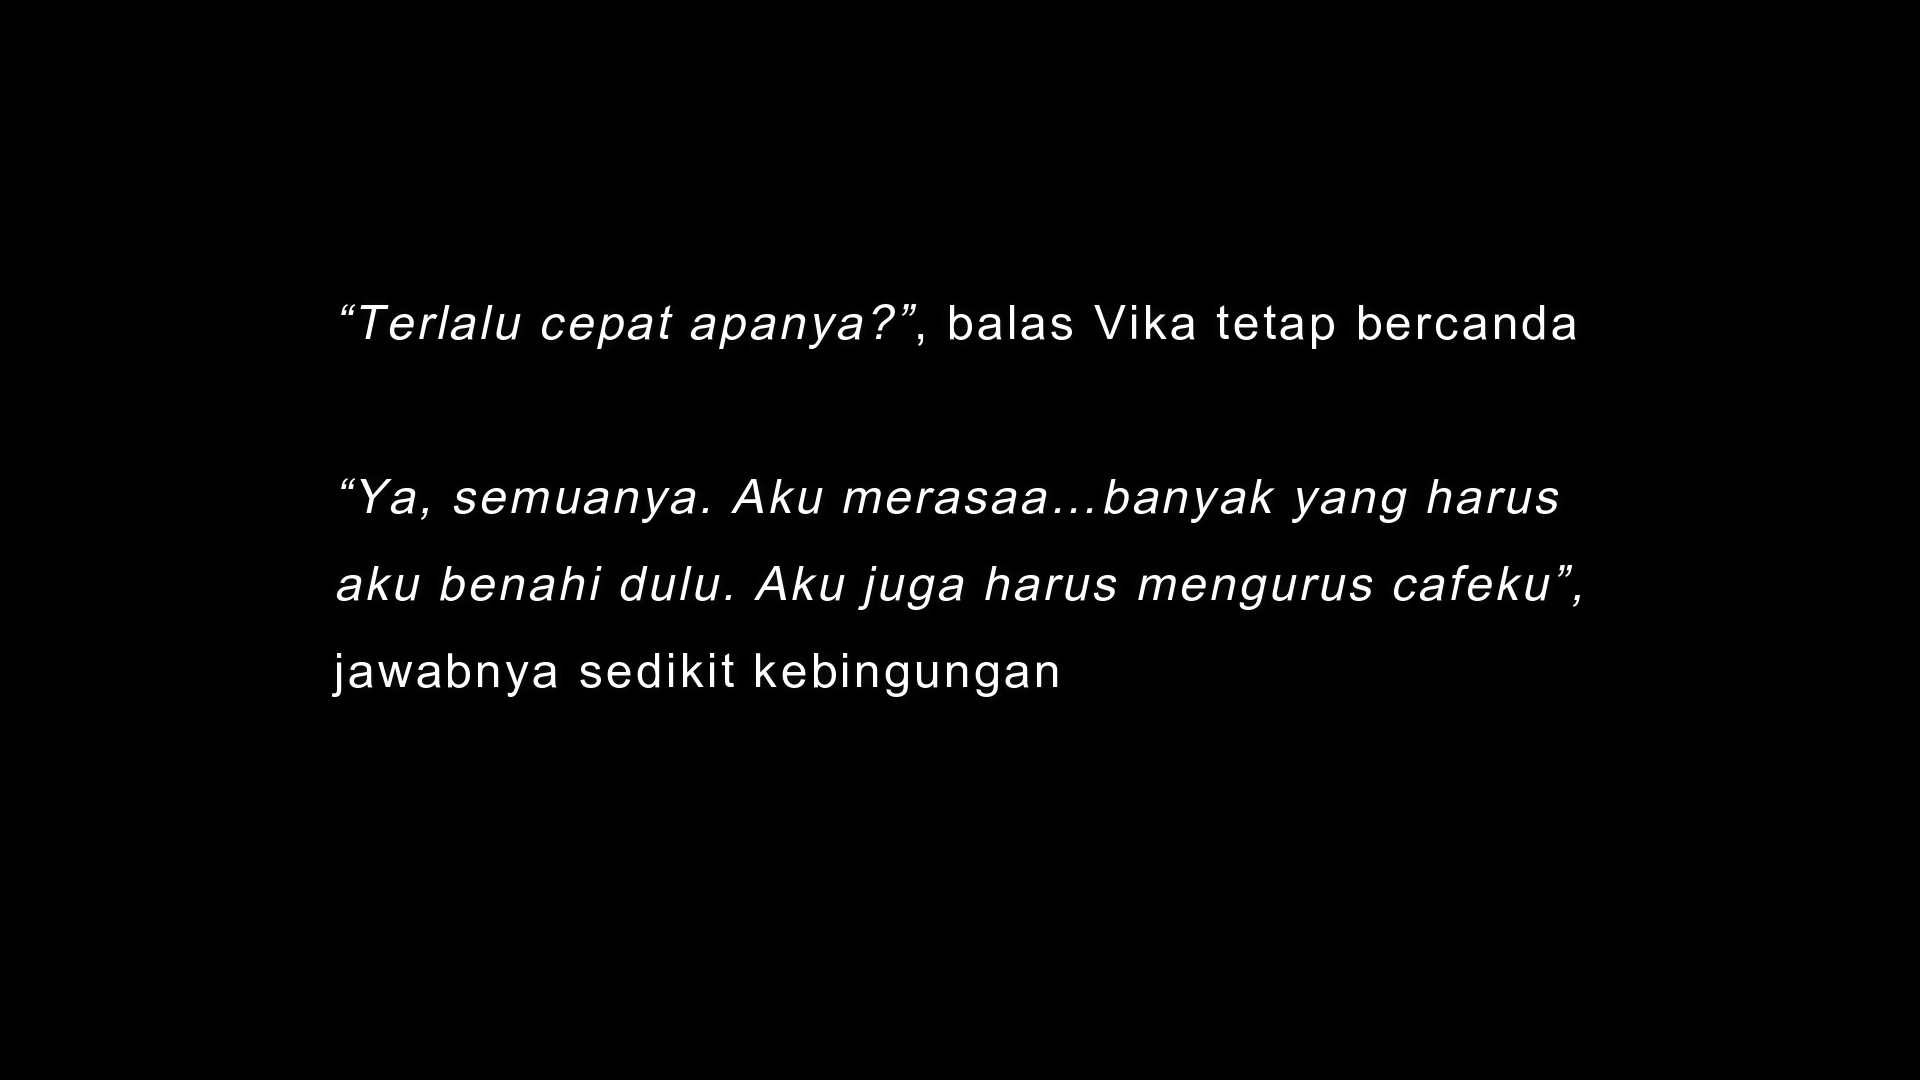 “Terlalu cepat apanya?”, balas Vika tetap bercanda
“Ya, semuanya. Aku merasaa...banyak yang harus
aku benahi dulu. Aku juga harus mengurus cafeku”,
jawabnya sedikit kebingungan